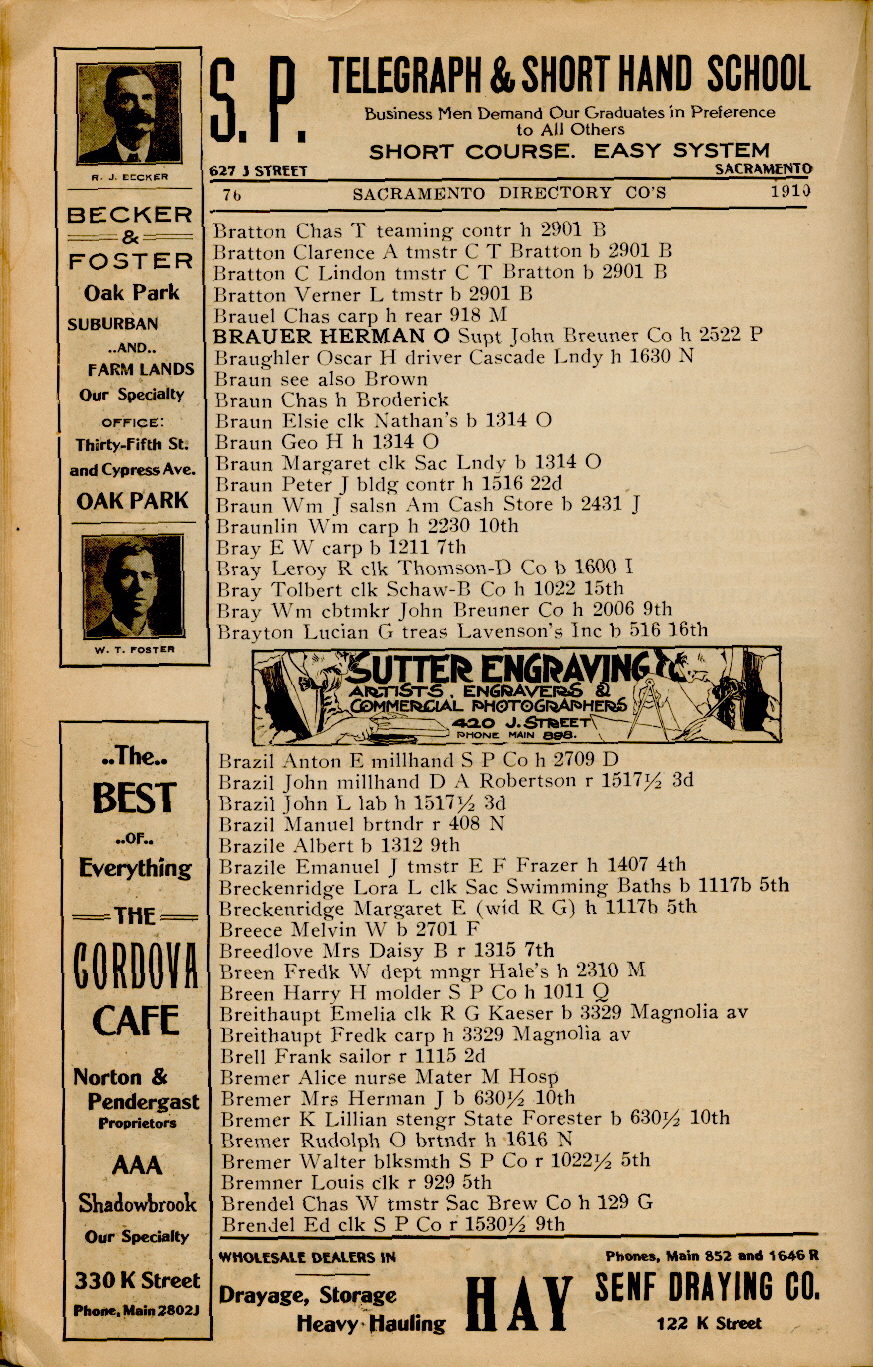 S. P.
TELEGRAPH & SHORT HAND SCHOOL
Business Men Demand Our Graduates in Preference
to All Others
SHORT COURSE. EASY SYSTEM
627 J STREET
SACRAMENTO
76 SACRAMENTO DIRECTORY CO'S 1910
R. J. BECKER
BECKER
&
FOSTER
Oak Park
SUBURBAN
..AND..
FARM LANDS
Our Specialty
OFFICE:
Thirty-Fifth St.
and Cypress Ave.
OAK PARK
W. T. FOSTER
Bratton Chas T teaming contr h 2901 B
Bratton Clarence A tmstr C T Bratton b 2901 B
Bratton C Lindon tmstr C T Bratton b 2901 B
Bratton Verner L tmstr b 2901 B
Brauel Chas carp h rear 918 M
BRAUER HERMAN O Supt John Breuner Co h 2522 P
Braughler Oscar H driver Cascade Lndy h 1630 N
Braun see also Brown
Braun Chas h Broderick
Braun Elsie clk Nathan's b 1314 O
Braun Geo H h 1314 O
Braun Margaret clk Sac Lndy b 1314 O
Braun Peter J bldg contr h 1516 22d
Braun Wm J salsn Am Cash Store b 2431 J
Braunlin Wm carp h 2230 10th
Bray E W carp b 1211 7th
Bray Leroy R clk Thomson-D Co b 1600 I
Bray Tolbert clk Schaw-B Co h 1022 15th
Bray Wm cbtmkr John Breuner Co h 2006 9th
Brayton Lucian G treas Lavenson's Inc b 516 16th
SUTTER ENGRAVING
ARTISTS, ENGRAVERS &
COMMERCIAL PHOTOGRAPHERS
420 J. STREET
PHONE MAIN 898.
..The..
BEST
..OF..
Everything
THE
CORDOVA
CAFE
Norton &
Pendergast
Proprietors
AAA
Shadowbrook
Our Specialty
330 K Street
Phone, Main 2802J
Brazil Anton E millhand S P Co h 2709 D
Brazil John millhand D A Robertson r 1517½ 3d
Brazil John L lab h 1517½ 3d
Brazil Manuel brtndr r 408 N
Brazile Albert b 1312 9th
Brazile Emanuel J tmstr E F Frazer h 1407 4th
Breckenridge Lora L clk Sac Swimming Baths b 1117b 5th
Breckenridge Margaret E (wid R G) h 1117b 5th
Breece Melvin W b 2701 F
Breedlove Mrs Daisy B r 1315 7th
Breen Fredk W dept mngr Hale's h 2310 M
Breen Harry H molder S P Co h 1011 Q
Breithaupt Emelia clk R G Kaeser b 3329 Magnolia av
Breithaupt Fredk carp h 3329 Magnolia av
Brell Frank sailor r 1115 2d
Bremer Alice nurse Mater M Hosp
Bremer Mrs Herman J b 630½ 10th
Bremer K Lillian stengr State Forester b 630½ 10th
Bremer Rudolph O brtndr h 1616 N
Bremer Walter blksmth S P Co r 1022½ 5th
Bremner Louis clk r 929 5th
Brendel Chas W tmstr Sac Brew Co h 129 G
Brendel Ed clk S P Co r 1530½ 9th
WHOLESALE DEALERS IN
Drayage, Storage
Heavy Hauling
HAY
Phones, Main 852 and 1646 R
SENF DRAYING CO.
122 K Street